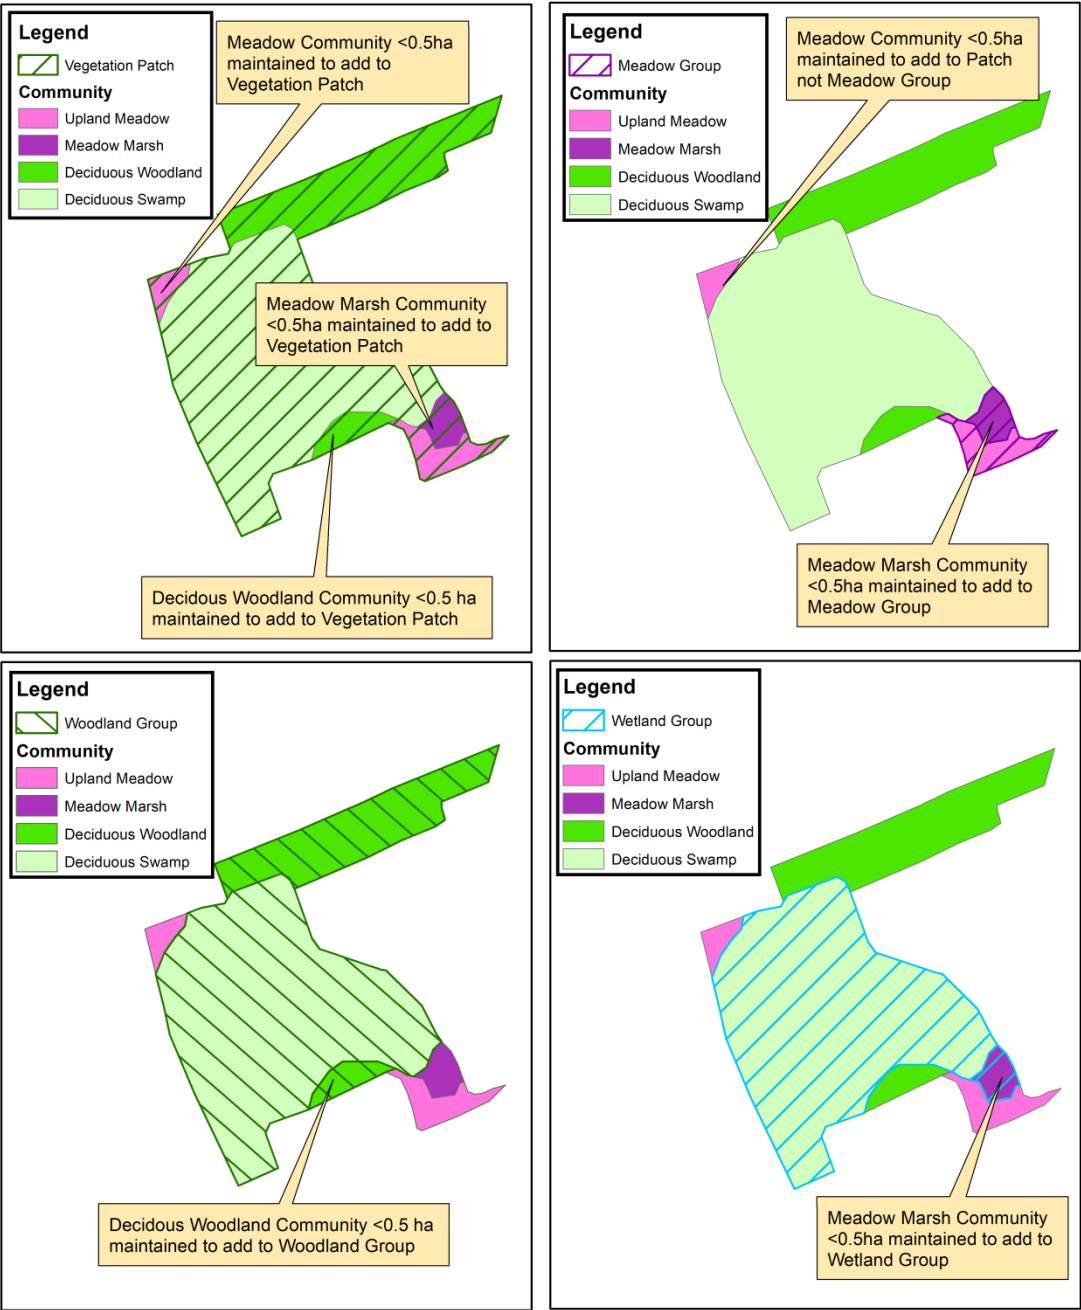 Legend
Vegetation Patch
Community
Upland Meadow
Meadow Marsh
Deciduous Woodland
Deciduous Swamp
Meadow Community <0.5ha
maintained to add to
Vegetation Patch
Meadow Marsh Community
<0.5ha maintained to add to
Vegetation Patch
Decidous Woodland Community <0.5 ha
maintained to add to Vegetation Patch
Legend
Meadow Group
Community
Upland Meadow
Meadow Marsh
Deciduous Woodland
Deciduous Swamp
Meadow Community <0.5ha
maintained to add to Patch
not Meadow Group
Meadow Marsh Community
<0.5ha maintained to add to
Meadow Group
Legend
Woodland Group
Community
Upland Meadow
Meadow Marsh
Deciduous Woodland
Deciduous Swamp
Decidous Woodland Community <0.5 ha
maintained to add to Woodland Group
Legend
Wetland Group
Community
Upland Meadow
Meadow Marsh
Deciduous Woodland
Deciduous Swamp
Meadow Marsh Community
<0.5ha maintained to add to
Wetland Group